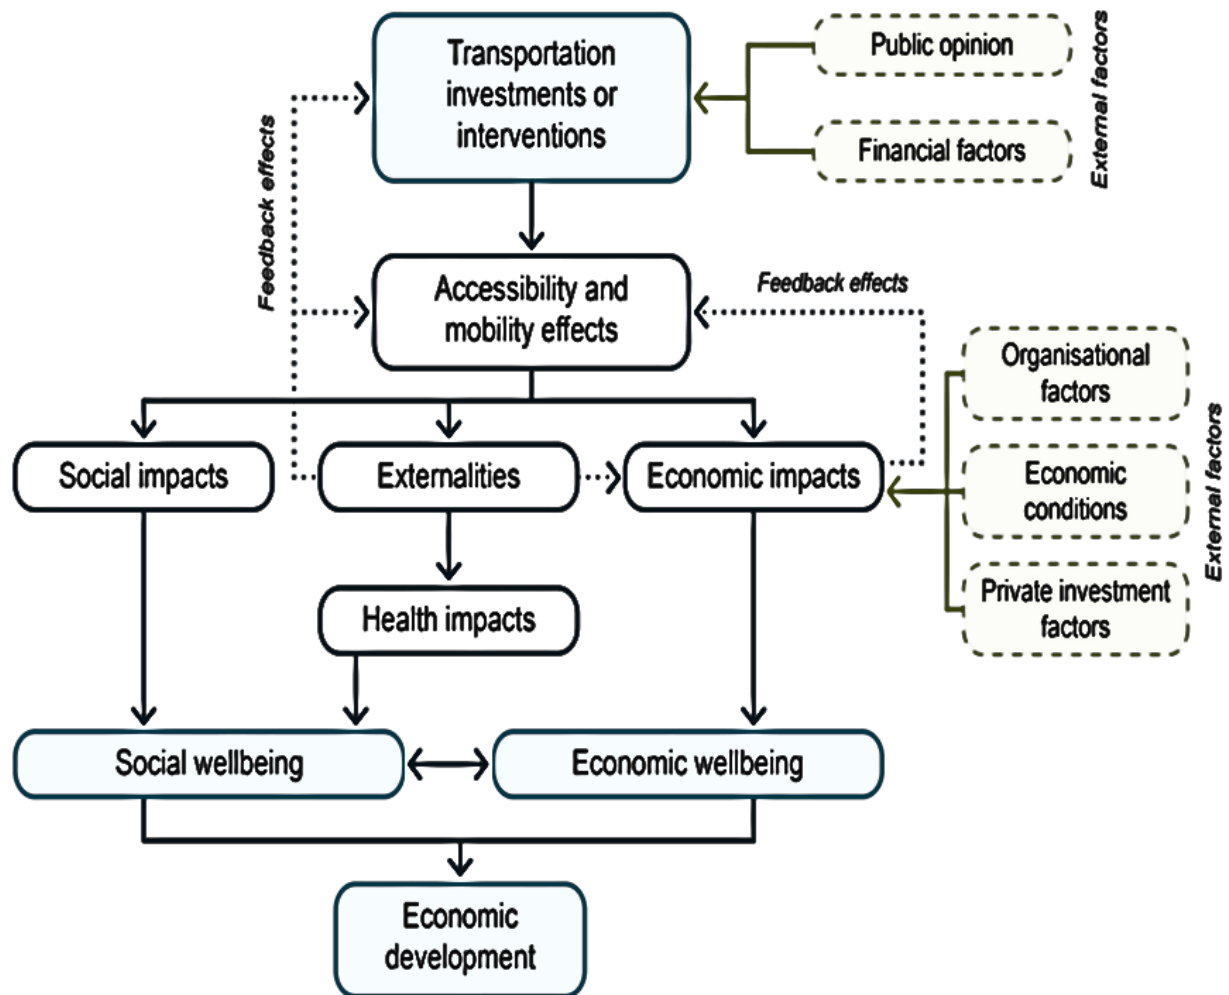 Transportation
investments or
interventions
Public opinion
Financial factors
External factors
Feedback effects
Accessibility and
mobility effects
Feedback effects
Organisational
factors
Economic
conditions
Private investment
factors
External factors
Social impacts
Externalities
Economic impacts
Health impacts
Social wellbeing
Economic wellbeing
Economic
development